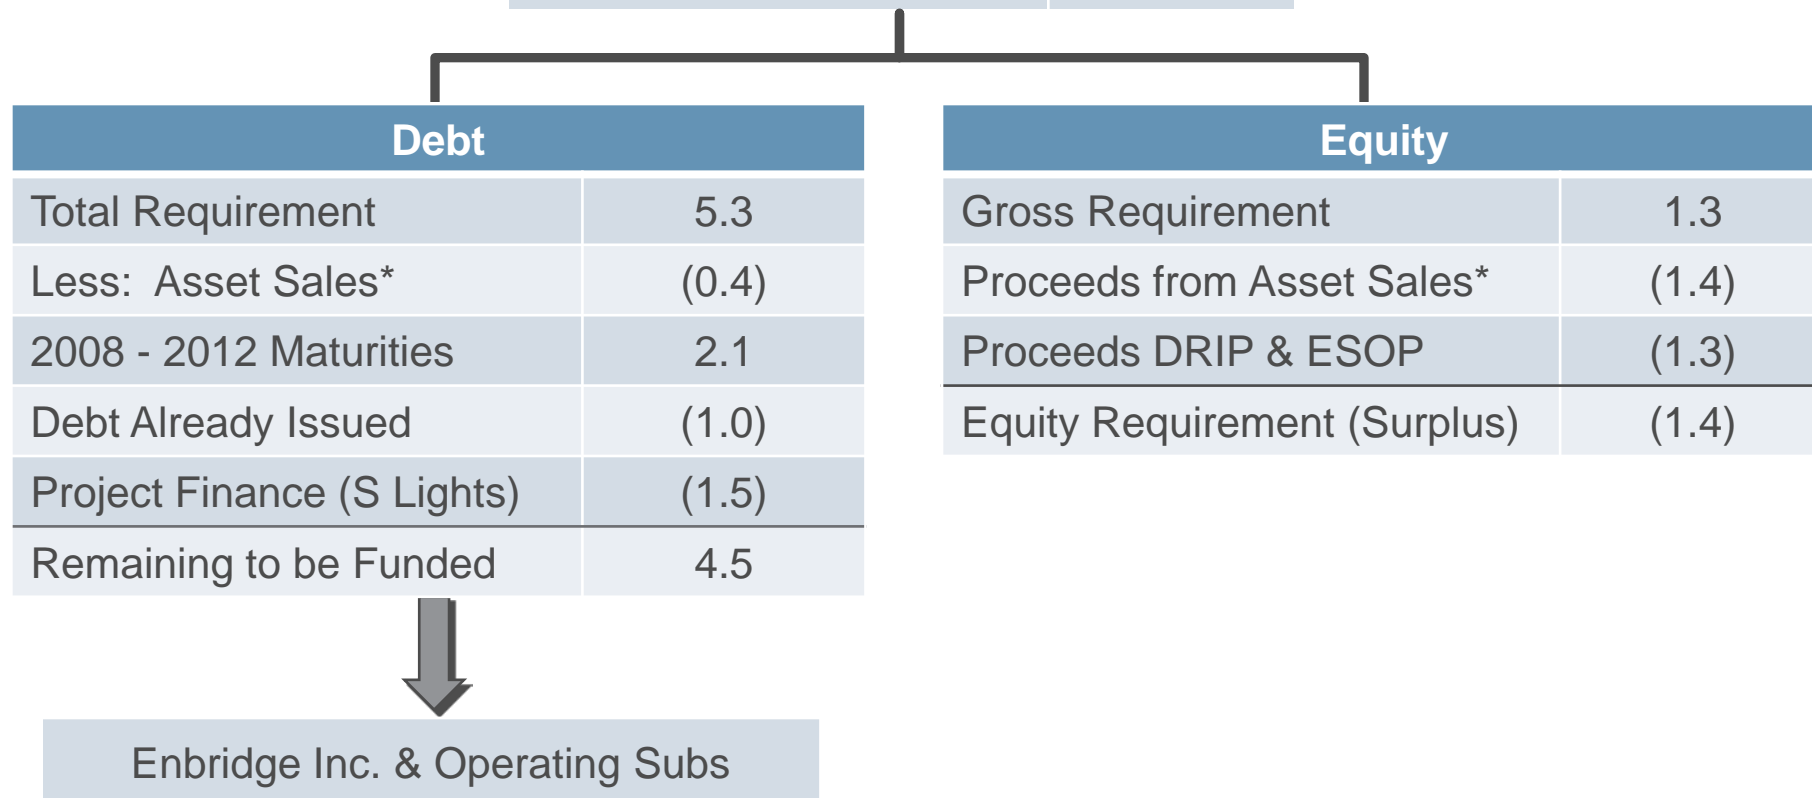 Debt
Total Requirement 5.3
Less: Asset Sales* (0.4)
2008 - 2012 Maturities 2.1
Debt Already Issued (1.0)
Project Finance (S Lights) (1.5)
Remaining to be Funded 4.5
Enbridge Inc. & Operating Subs
Equity
Gross Requirement 1.3
Proceeds from Asset Sales* (1.4)
Proceeds DRIP & ESOP (1.3)
Equity Requirement (Surplus) (1.4)